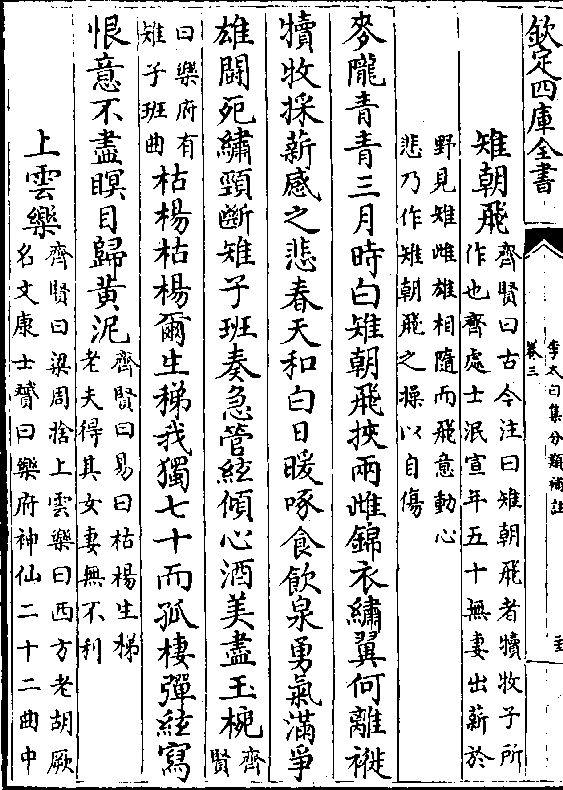 欽定四庫全書
李太白集分類補註
卷三
雉朝飛
齊賢曰古今注曰雉朝飛者犢牧子所
作也齊處士泯宣年五十無妻出薪於
野見雉雌雄相隨而飛意動心
悲乃作雉朝飛之操以自傷
麥隴青青三月時白雉朝飛挾兩雌錦衣繡翼何離褷
犢牧採薪感之悲春天和白日暖啄食飲泉勇氣滿爭
雄鬬死繡頸斷雉子班奏急管絃傾心酒美盡玉椀
齊
賢
曰樂府有
雉子班曲
枯楊枯楊爾生稊我獨七十而孤棲彈絃寫
恨意不盡瞑目歸黃泥
齊賢曰易曰枯楊生稊
老夫得其女妻無不利
上雲樂
齊賢曰梁周捨上雲樂曰西方老胡厥
名文康士贇曰樂府神仙二十二曲中